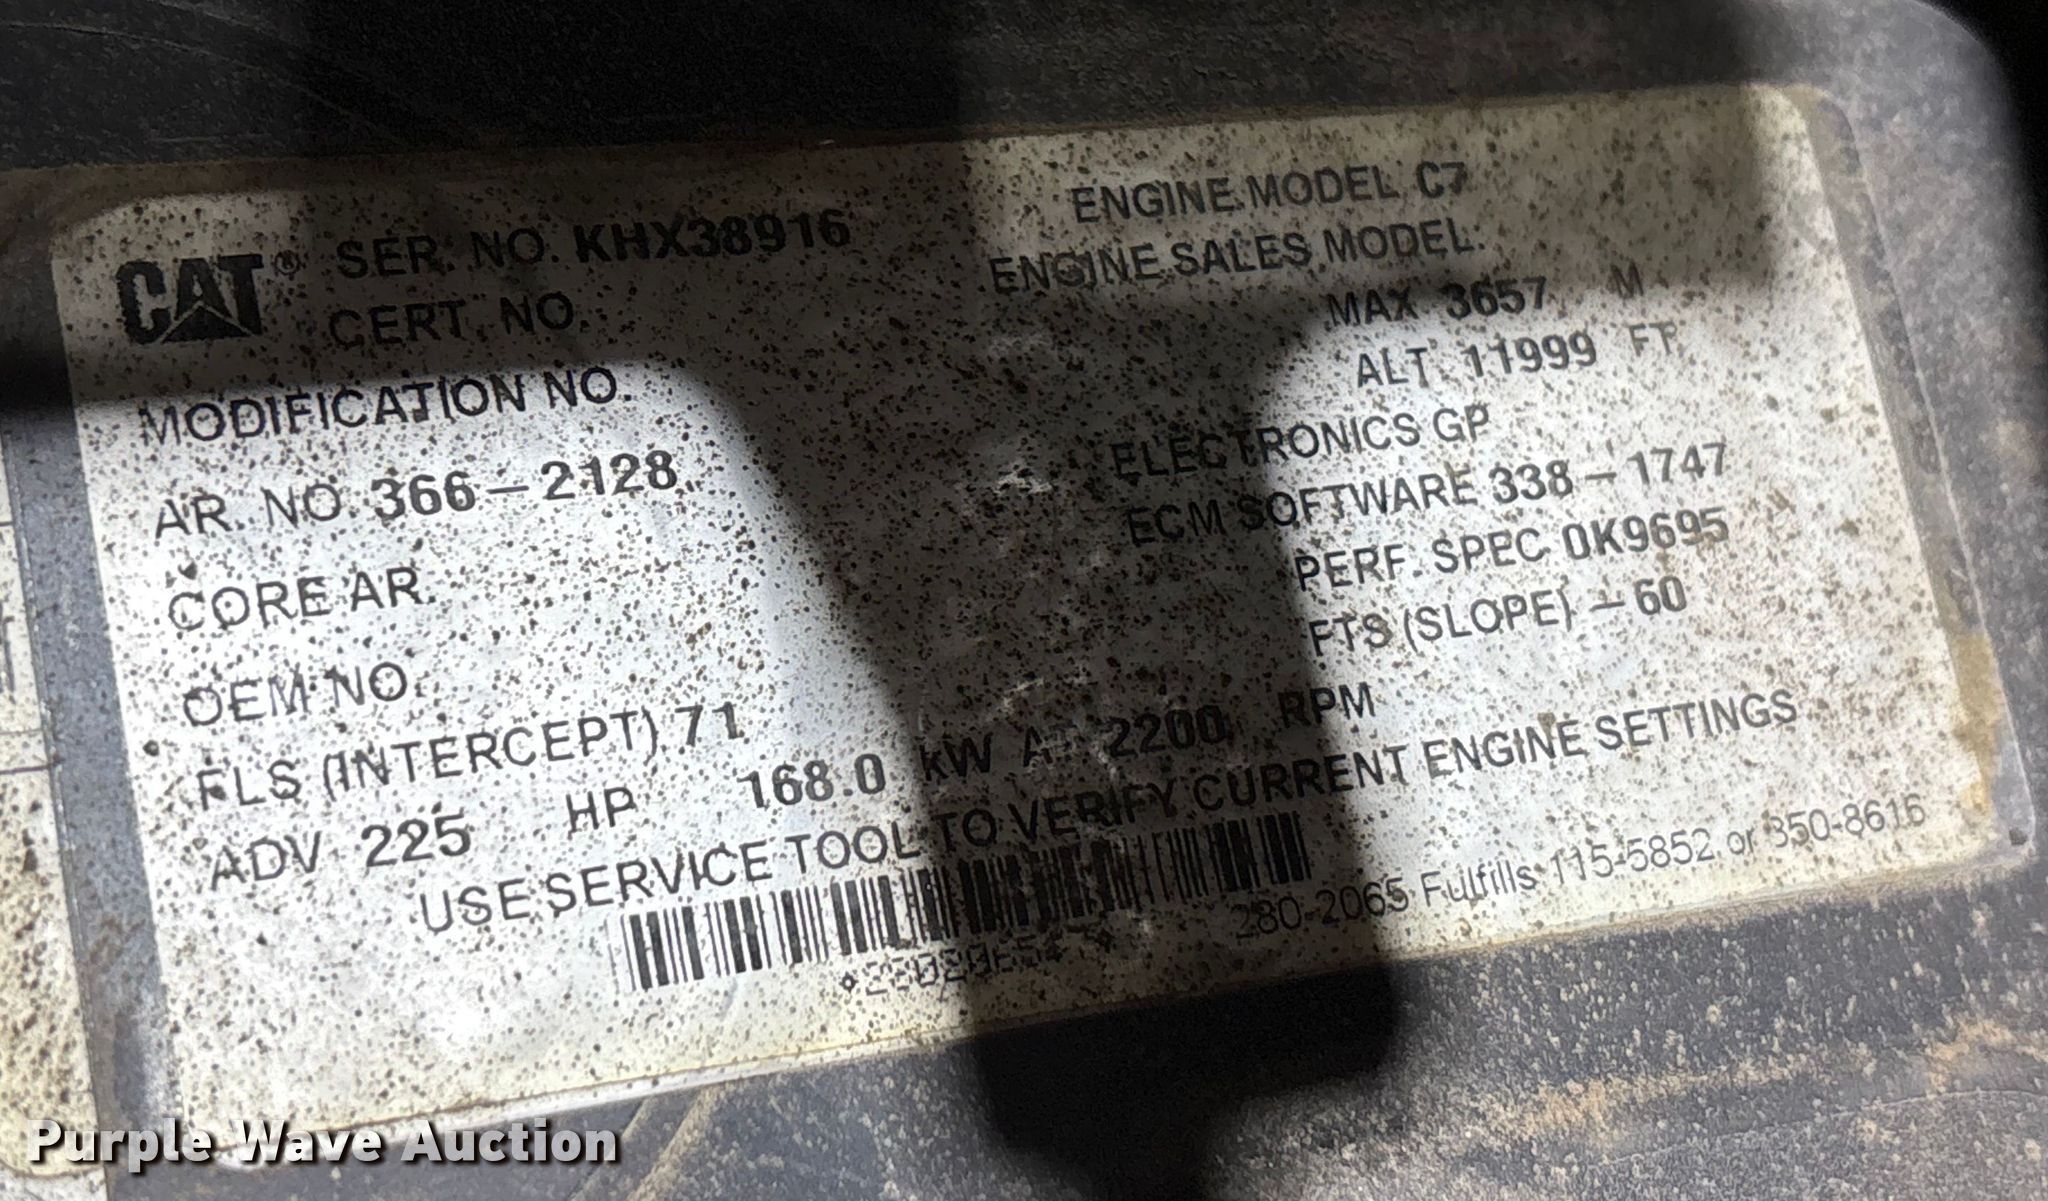 CAT® SER. NO. KHX38916
CERT. NO.
MODIFICATION NO.
AR. NO. 366-2128
CORE AR.
OEM NO.
FLS (INTERCEPT) 71
ADV 225 HP 168.0 kW AT 2200 RPM
ENGINE MODEL C7
ENGINE SALES MODEL:
MAX 3657 M
ALT. 11999 FT.
ELECTRONICS GP
ECM SOFTWARE 338-1747
PERF. SPEC 0K9695
FTS (SLOPE) -60
USE SERVICE TOOL TO VERIFY CURRENT ENGINE SETTINGS
280-2065 Fulfills 115-5852 or 350-8616
Purple Wave Auction